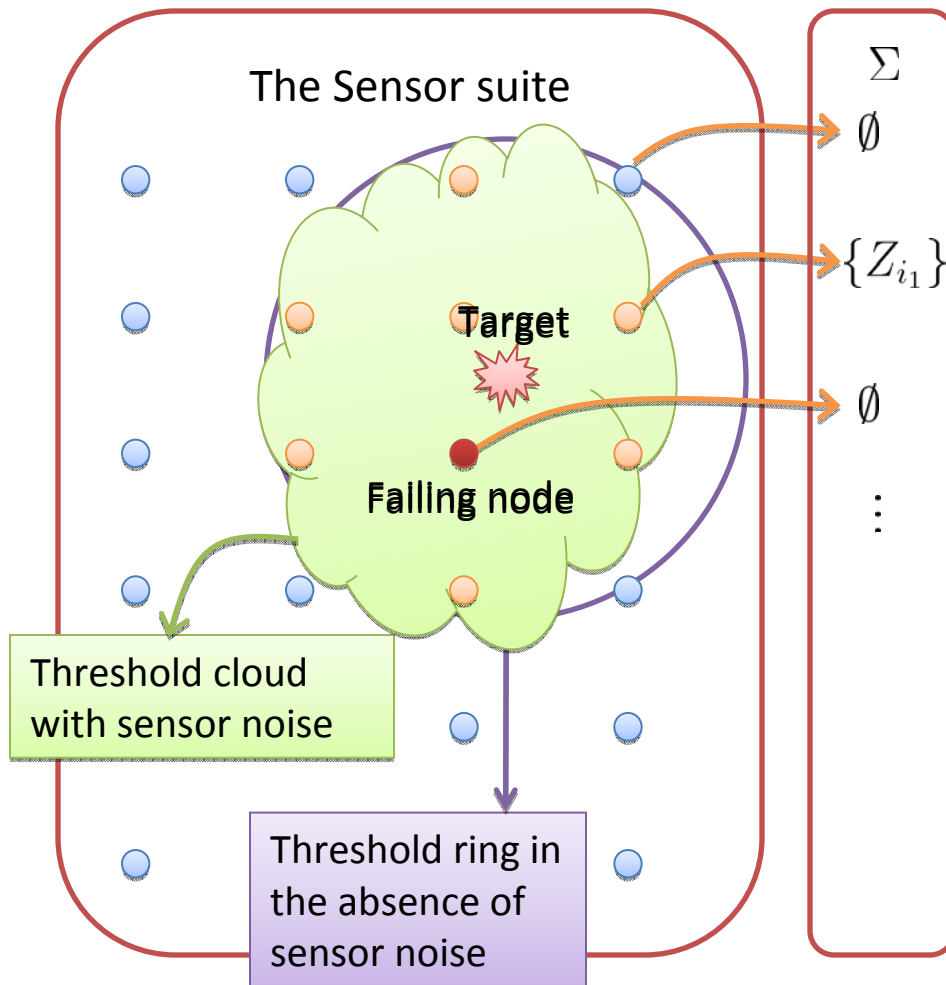 The Sensor suite
Σ
∅
{Z_{i_1}}
Target
∅
Failing node
⋮
Threshold cloud
with sensor noise
Threshold ring in
the absence of
sensor noise